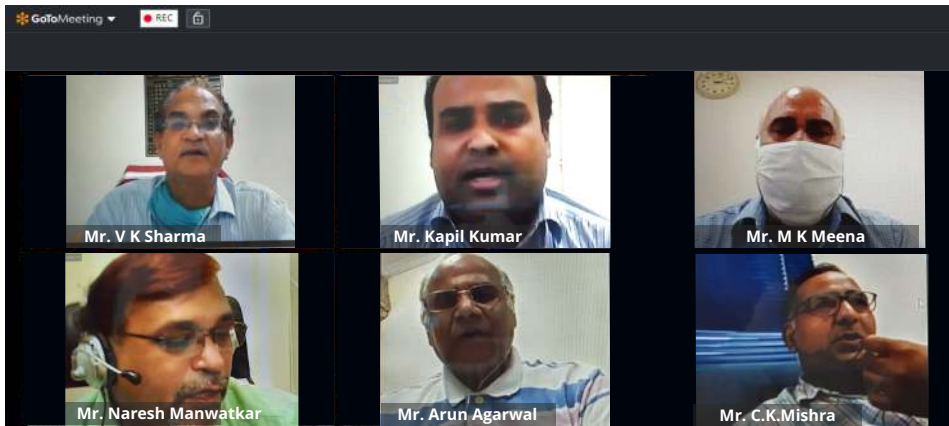 GoToMeeting
REC
Mr. V K Sharma
Mr. Kapil Kumar
Mr. M K Meena
Mr. Naresh Manwatkar
Mr. Arun Agarwal
Mr. C.K.Mishra